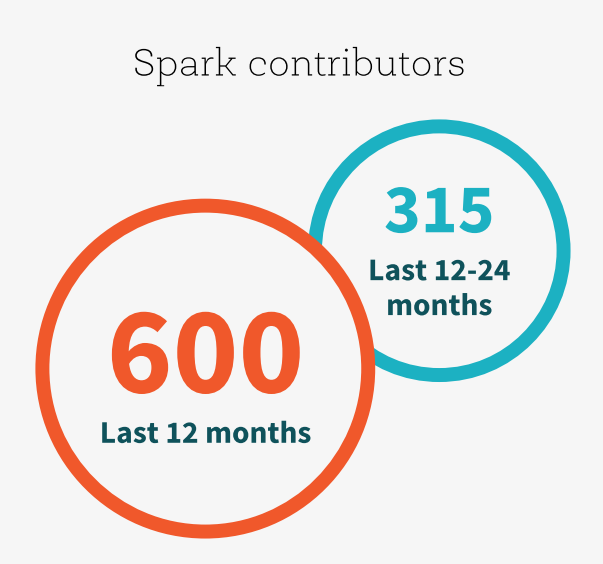 Spark contributors
315
Last 12-24
months
600
Last 12 months